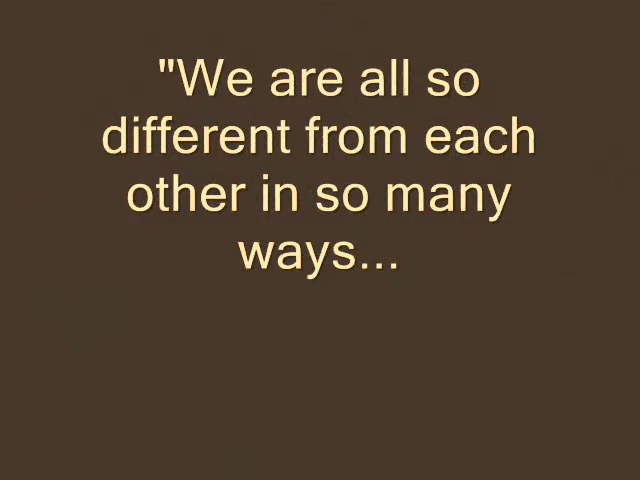 "We are all so
different from each
other in so many
ways...